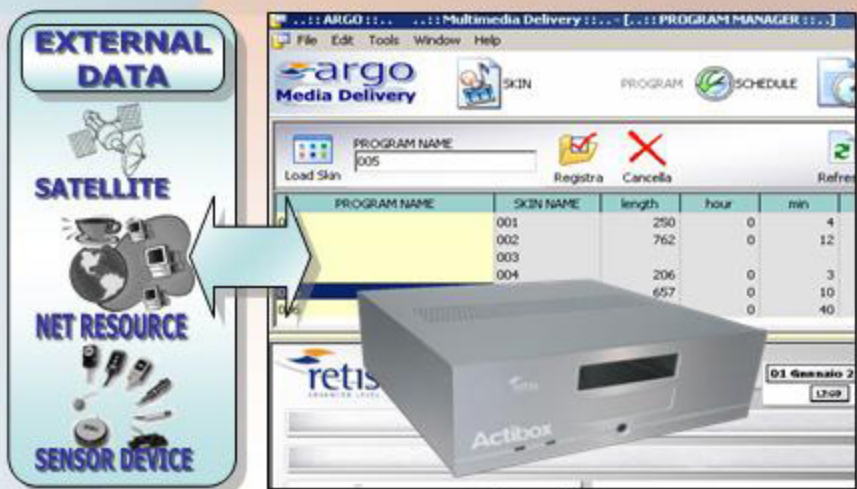 EXTERNAL
DATA
SATELLITE
NET RESOURCE
SENSOR DEVICE
..:: ARGO ::.. ..:: Multimedia Delivery ::.. - [..:: PROGRAM MANAGER ::..]
File Edit Tools Window Help
argo
Media Delivery
SKIN
PROGRAM
SCHEDULE
PROGRAM NAME
005
Load Skin
Registra
Cancella
PROGRAM NAME SKIN NAME length hour min
001 250 0 4
002 762 0 12
003
004 206 0 3
657 0 10
0 40
retis
01 Gennaio 2
Actibox